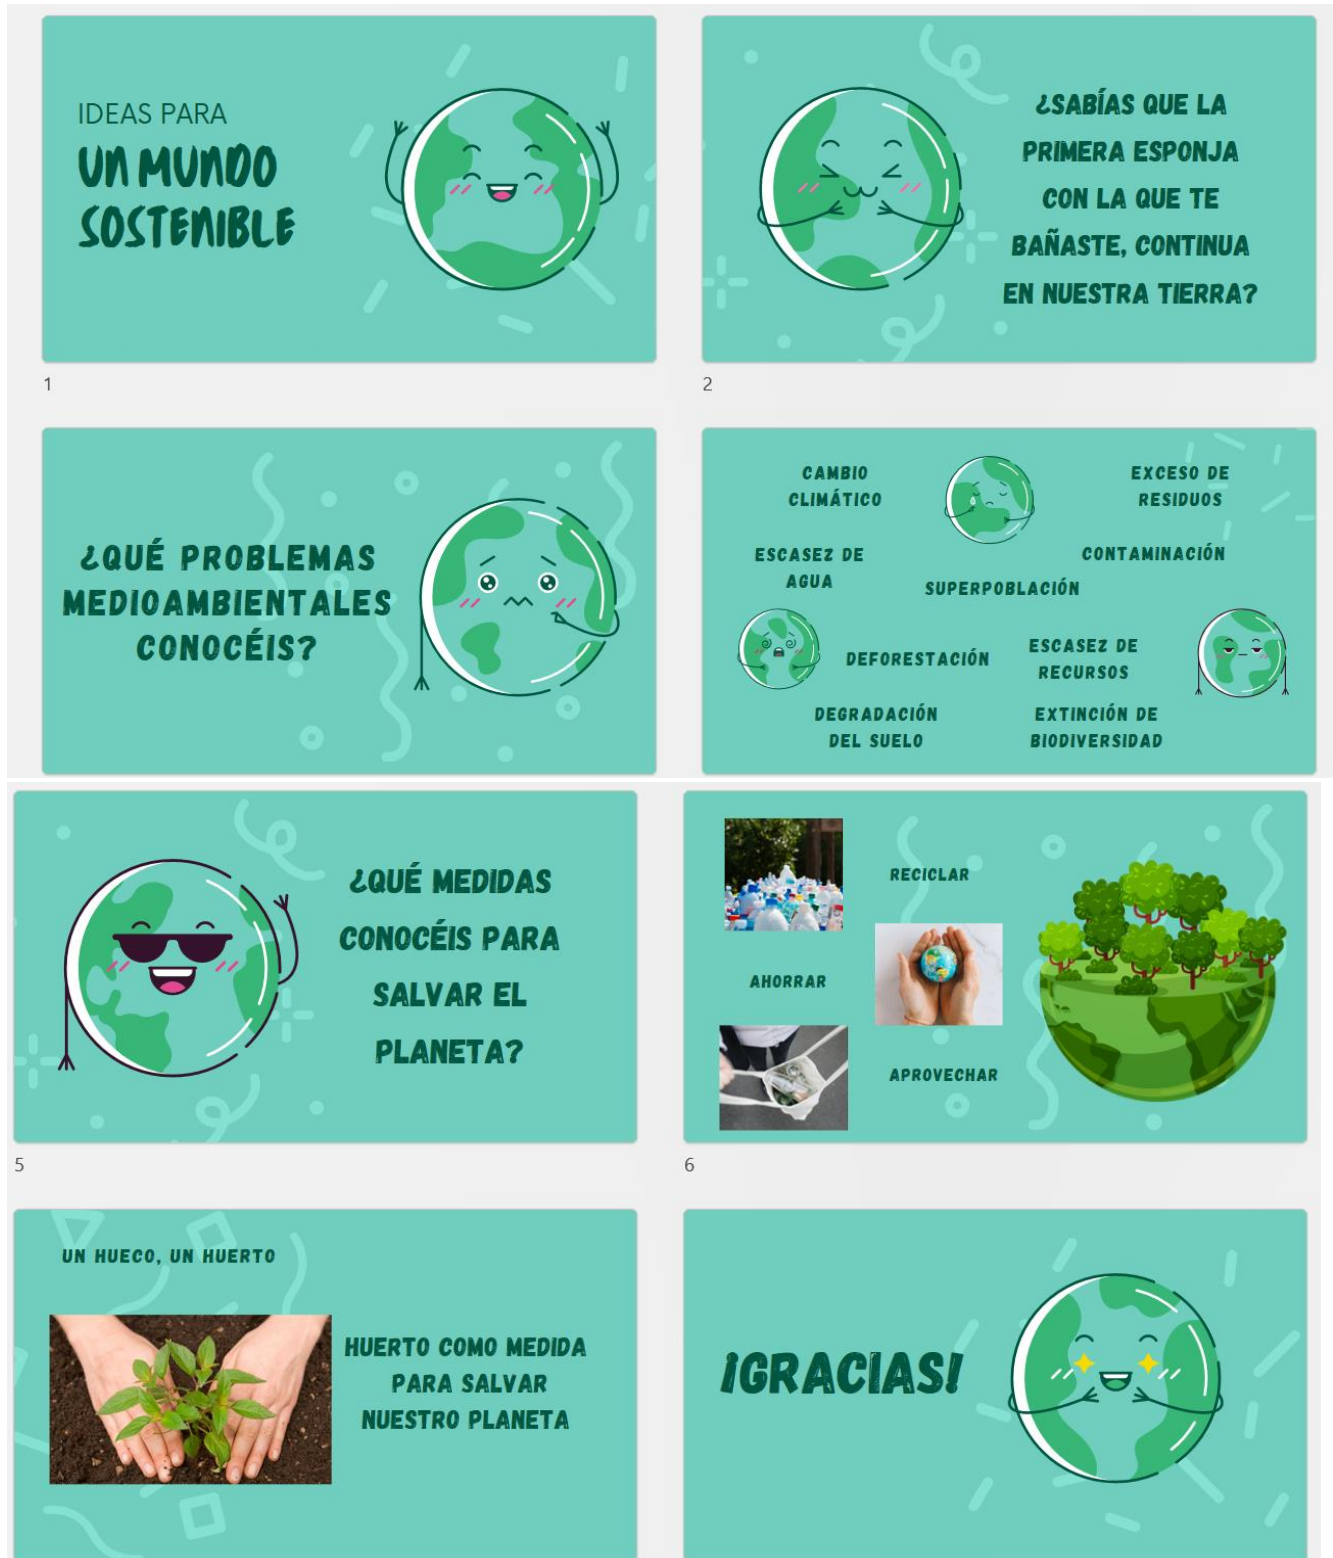 IDEAS PARA
UN MUNDO
SOSTENIBLE
1
¿SABÍAS QUE LA
PRIMERA ESPONJA
CON LA QUE TE
BAÑASTE, CONTINUA
EN NUESTRA TIERRA?
2
¿QUÉ PROBLEMAS
MEDIOAMBIENTALES
CONOCÉIS?
CAMBIO
CLIMÁTICO
EXCESO DE
RESIDUOS
ESCASEZ DE
AGUA
CONTAMINACIÓN
SUPERPOBLACIÓN
DEFORESTACIÓN
ESCASEZ DE
RECURSOS
DEGRADACIÓN
DEL SUELO
EXTINCIÓN DE
BIODIVERSIDAD
¿QUÉ MEDIDAS
CONOCÉIS PARA
SALVAR EL
PLANETA?
5
RECICLAR
AHORRAR
APROVECHAR
6
UN HUECO, UN HUERTO
HUERTO COMO MEDIDA
PARA SALVAR
NUESTRO PLANETA
¡GRACIAS!